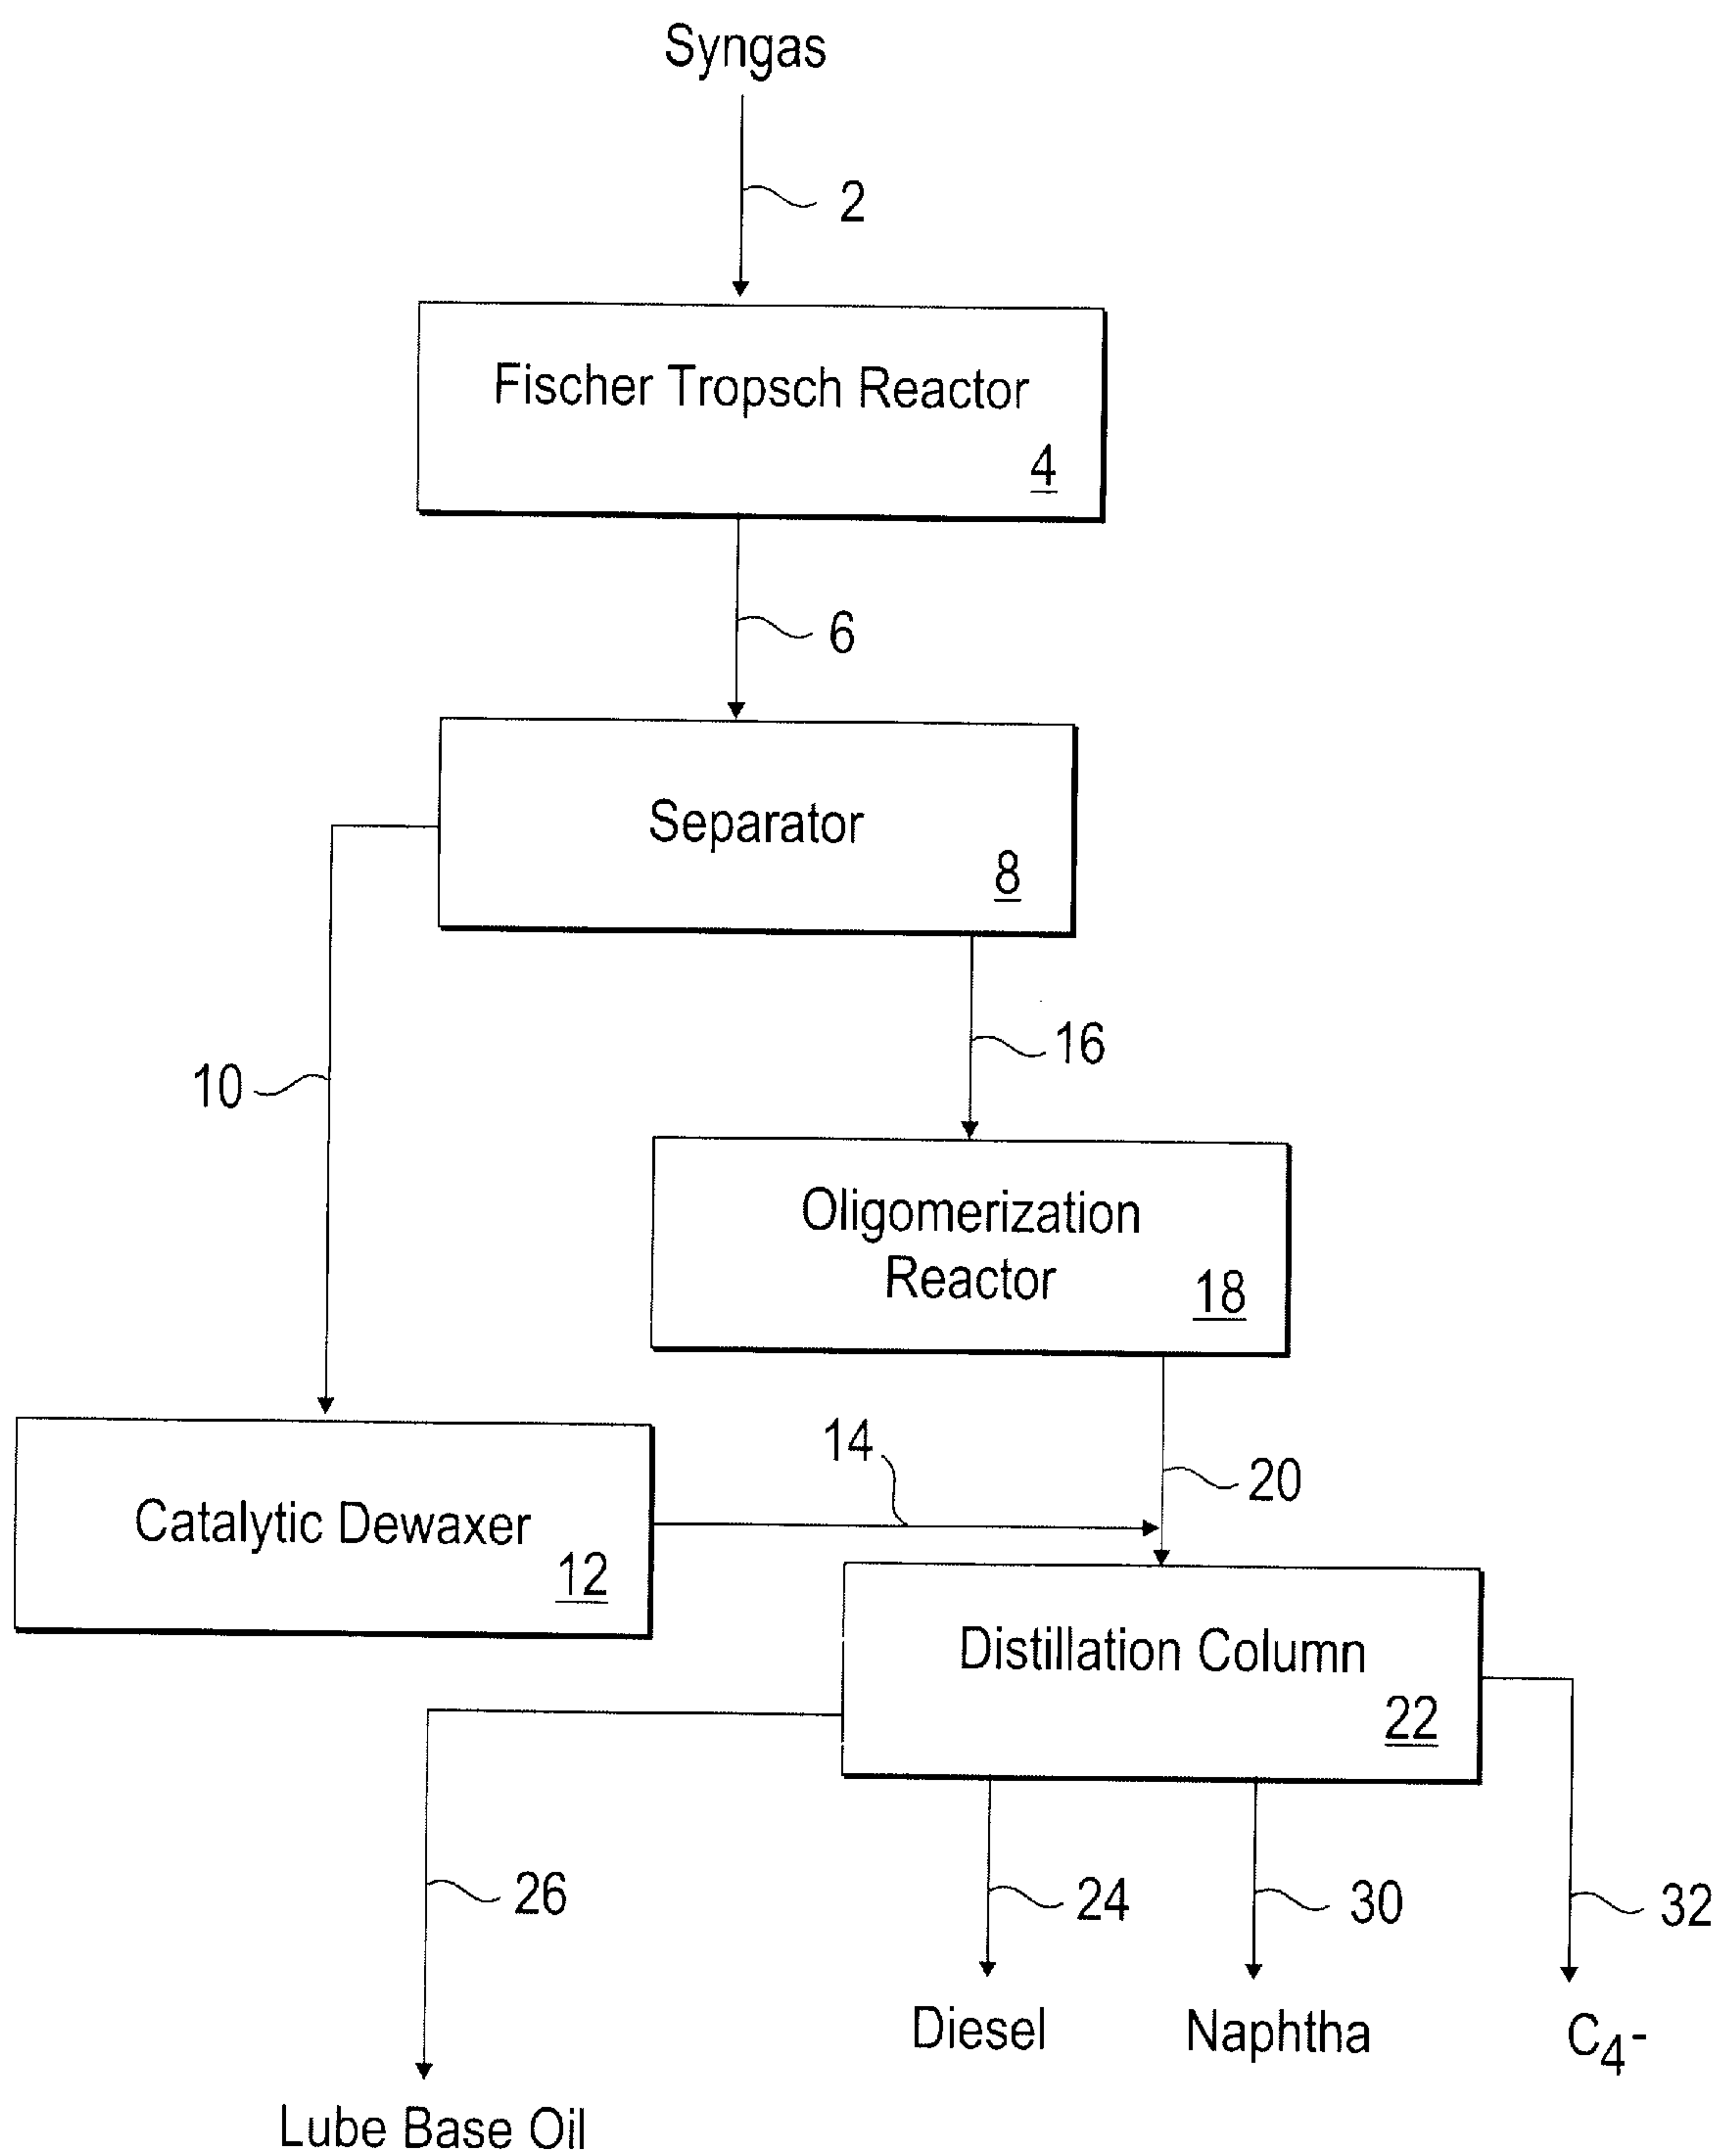 Syngas
2
Fischer Tropsch Reactor
4
6
Separator
8
16
10
Oligomerization
Reactor
18
14
20
Catalytic Dewaxer
12
Distillation Column
22
26
24
30
32
Diesel
Naphtha
C4-
Lube Base Oil